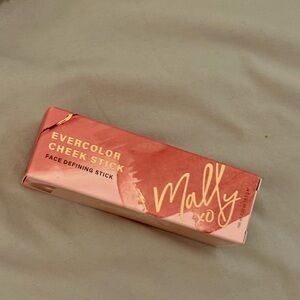 EVERCOLOR
CHEEK STICK
FACE DEFINING STICK
Mally
xo